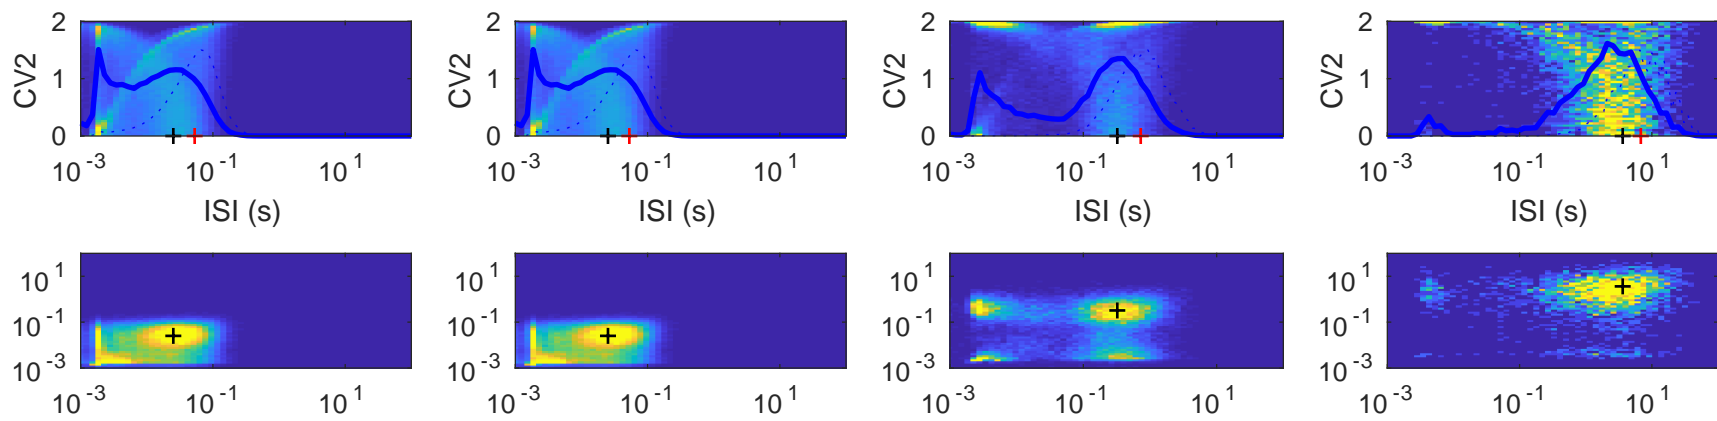 2 2 2 2
CV2 CV2 CV2 CV2
1 1 1 1
0 0 0 0
10^-3 10^-1 10^1 10^-3 10^-1 10^1 10^-3 10^-1 10^1 10^-3 10^-1 10^1
ISI (s) ISI (s) ISI (s) ISI (s)
10^1 10^1 10^1 10^1
10^-1 10^-1 10^-1 10^-1
10^-3 10^-3 10^-3 10^-3
10^-3 10^-1 10^1 10^-3 10^-1 10^1 10^-3 10^-1 10^1 10^-3 10^-1 10^1